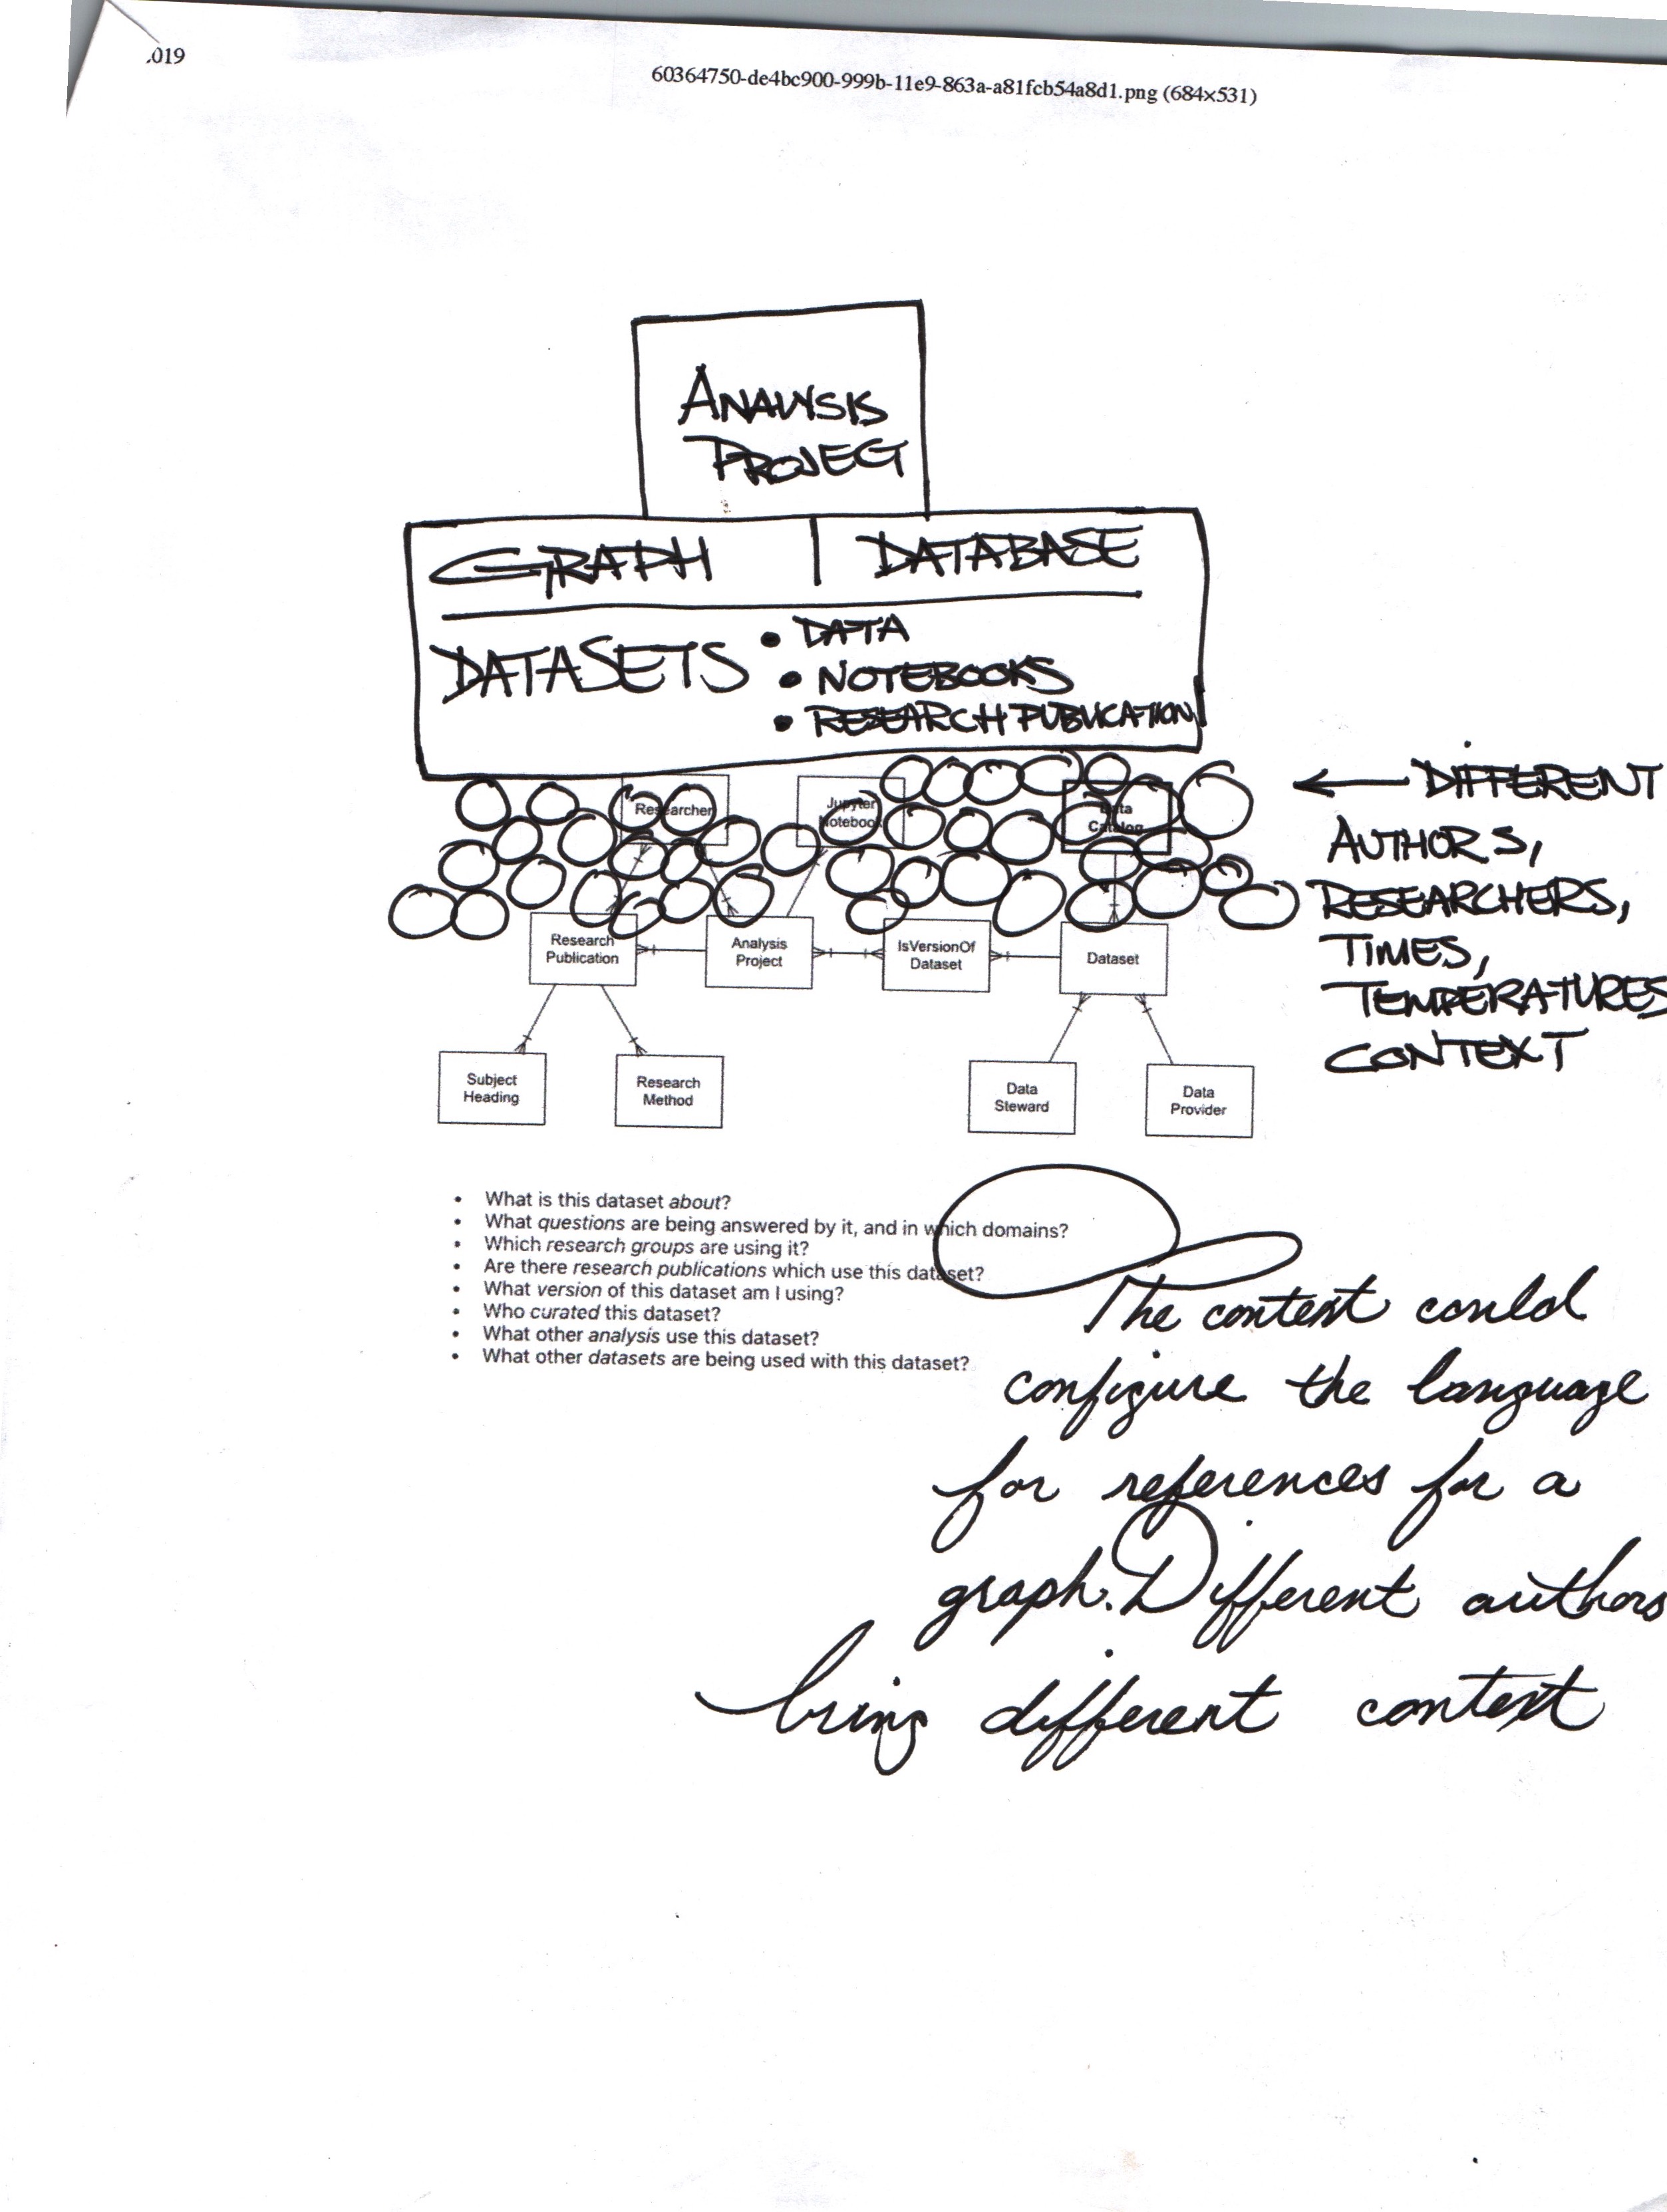 .019
60364750-de4bc900-999b-11e9-863a-a81fcb54a8d1.png (684×531)
ANALYSIS
PROJECT
GRAPH | DATABASE
DATASETS
• DATA
• NOTEBOOKS
• RESEARCH PUBLICATION
← DIFFERENT
AUTHORS,
RESEARCHERS,
TIMES,
TEMPERATURES
CONTEXT
Researcher
Jupyter
Notebook
Data
Catalog
Research
Publication
Analysis
Project
IsVersionOf
Dataset
Dataset
Subject
Heading
Research
Method
Data
Steward
Data
Provider
• What is this dataset about?
• What questions are being answered by it, and in which domains?
• Which research groups are using it?
• Are there research publications which use this dataset?
• What version of this dataset am I using?
• Who curated this dataset?
• What other analysis use this dataset?
• What other datasets are being used with this dataset?
The context could
configure the language
for references for a
graph. Different authors
bring different context